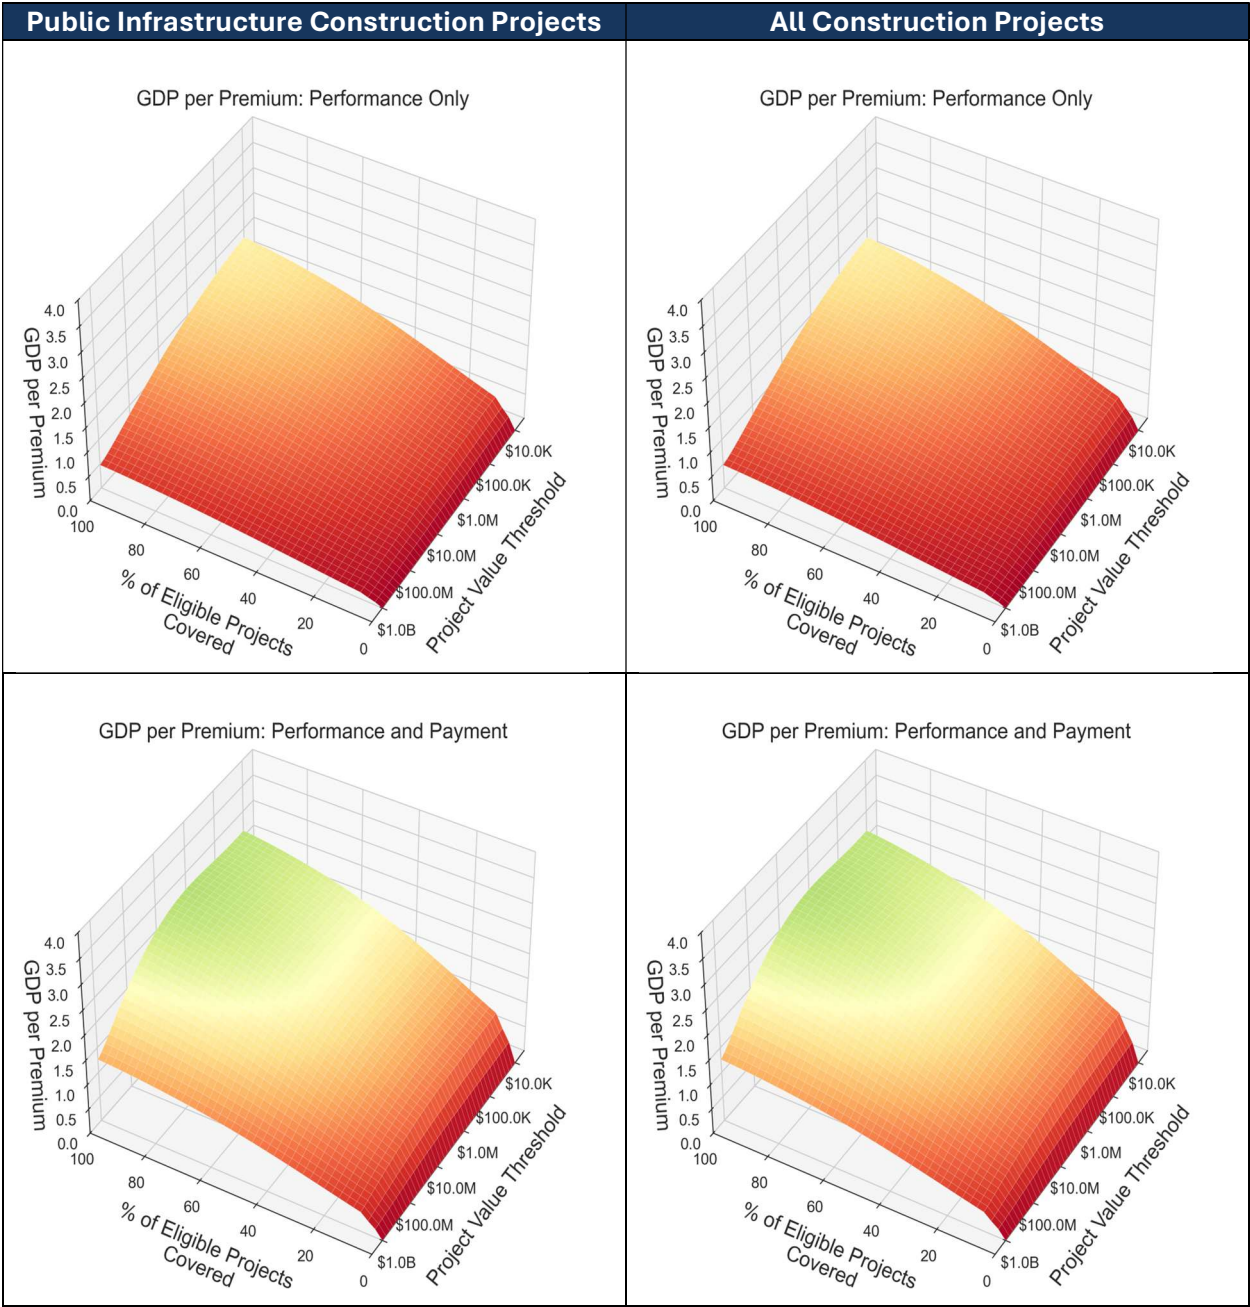 Public Infrastructure Construction Projects
All Construction Projects
GDP per Premium: Performance Only
4.0
3.5
3.0
2.5
2.0
1.5
1.0
0.5
0.0
GDP per Premium
100
80
60
40
20
0
% of Eligible Projects
Covered
$10.0K
$100.0K
$1.0M
$10.0M
$100.0M
$1.0B
Project Value Threshold
GDP per Premium: Performance Only
4.0
3.5
3.0
2.5
2.0
1.5
1.0
0.5
0.0
GDP per Premium
100
80
60
40
20
0
% of Eligible Projects
Covered
$10.0K
$100.0K
$1.0M
$10.0M
$100.0M
$1.0B
Project Value Threshold
GDP per Premium: Performance and Payment
4.0
3.5
3.0
2.5
2.0
1.5
1.0
0.5
0.0
GDP per Premium
100
80
60
40
20
0
% of Eligible Projects
Covered
$10.0K
$100.0K
$1.0M
$10.0M
$100.0M
$1.0B
Project Value Threshold
GDP per Premium: Performance and Payment
4.0
3.5
3.0
2.5
2.0
1.5
1.0
0.5
0.0
GDP per Premium
100
80
60
40
20
0
% of Eligible Projects
Covered
$10.0K
$100.0K
$1.0M
$10.0M
$100.0M
$1.0B
Project Value Threshold